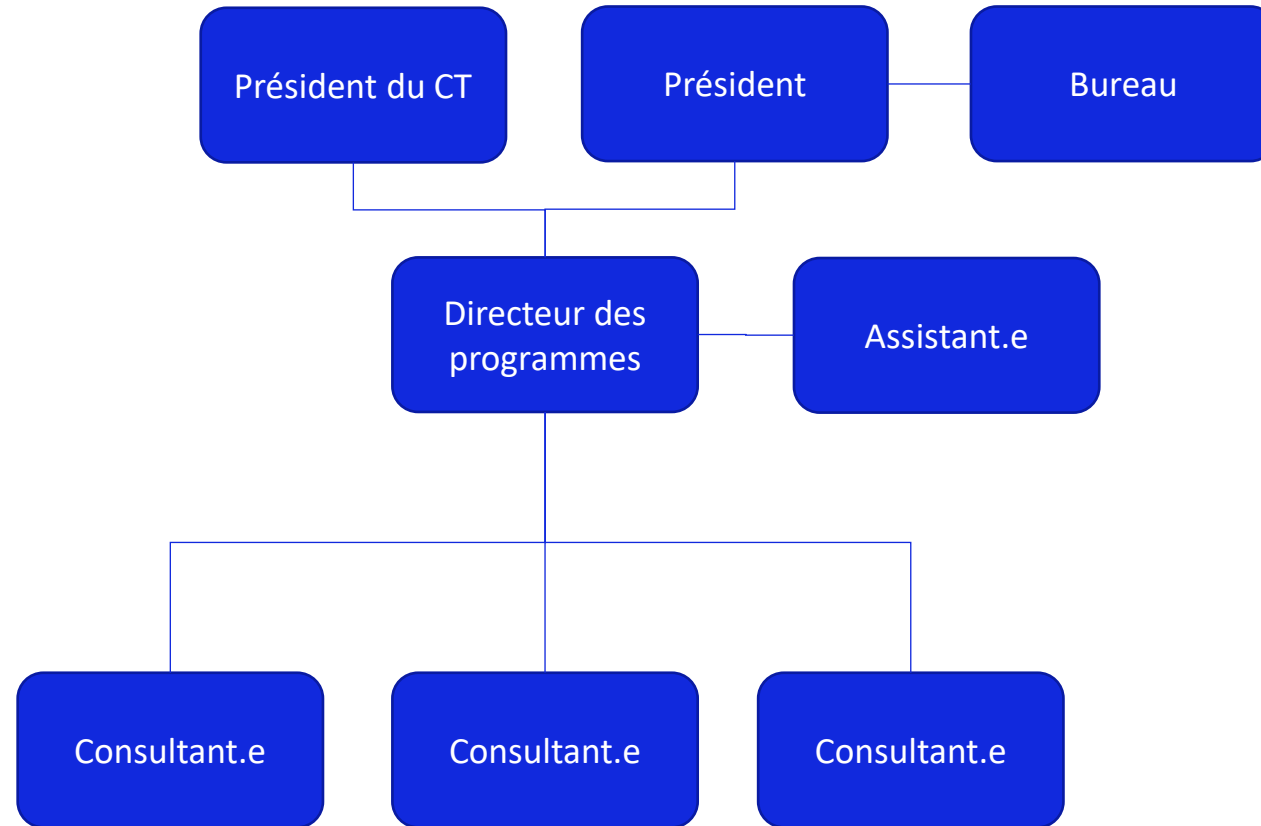 Président du CT
Président
Bureau
Directeur des
programmes
Assistant.e
Consultant.e
Consultant.e
Consultant.e